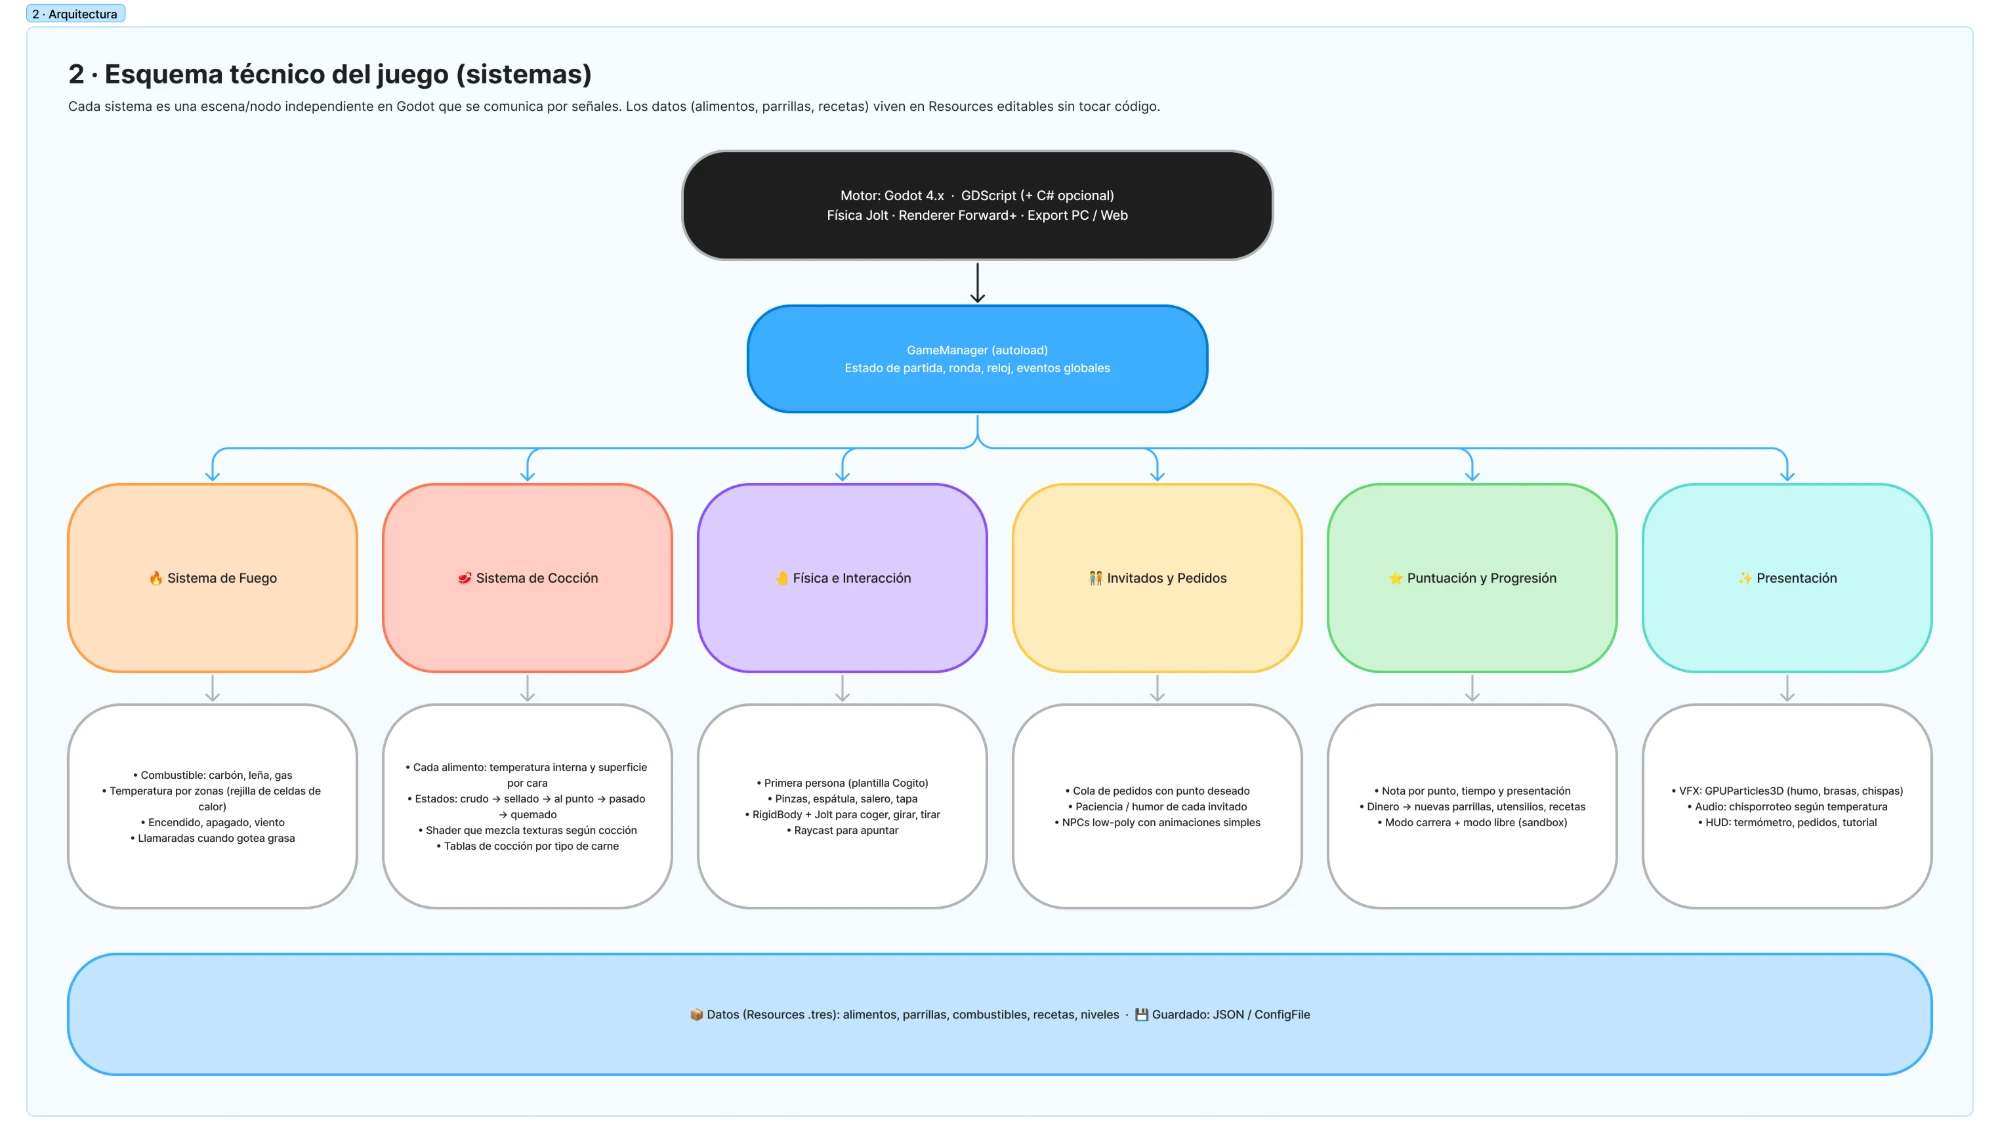 2 · Arquitectura
2 · Esquema técnico del juego (sistemas)
Cada sistema es una escena/nodo independiente en Godot que se comunica por señales. Los datos (alimentos, parrillas, recetas) viven en Resources editables sin tocar código.
Motor: Godot 4.x · GDScript (+ C# opcional)
Física Jolt · Renderer Forward+ · Export PC / Web
GameManager (autoload)
Estado de partida, ronda, reloj, eventos globales
🔥 Sistema de Fuego
🥩 Sistema de Cocción
🤚 Física e Interacción
🧑‍🤝‍🧑 Invitados y Pedidos
⭐ Puntuación y Progresión
✨ Presentación
• Combustible: carbón, leña, gas
• Temperatura por zonas (rejilla de celdas de
calor)
• Encendido, apagado, viento
• Llamaradas cuando gotea grasa
• Cada alimento: temperatura interna y superficie
por cara
• Estados: crudo → sellado → al punto → pasado
→ quemado
• Shader que mezcla texturas según cocción
• Tablas de cocción por tipo de carne
• Primera persona (plantilla Cogito)
• Pinzas, espátula, salero, tapa
• RigidBody + Jolt para coger, girar, tirar
• Raycast para apuntar
• Cola de pedidos con punto deseado
• Paciencia / humor de cada invitado
• NPCs low-poly con animaciones simples
• Nota por punto, tiempo y presentación
• Dinero → nuevas parrillas, utensilios, recetas
• Modo carrera + modo libre (sandbox)
• VFX: GPUParticles3D (humo, brasas, chispas)
• Audio: chisporroteo según temperatura
• HUD: termómetro, pedidos, tutorial
📦 Datos (Resources .tres): alimentos, parrillas, combustibles, recetas, niveles · 💾 Guardado: JSON / ConfigFile